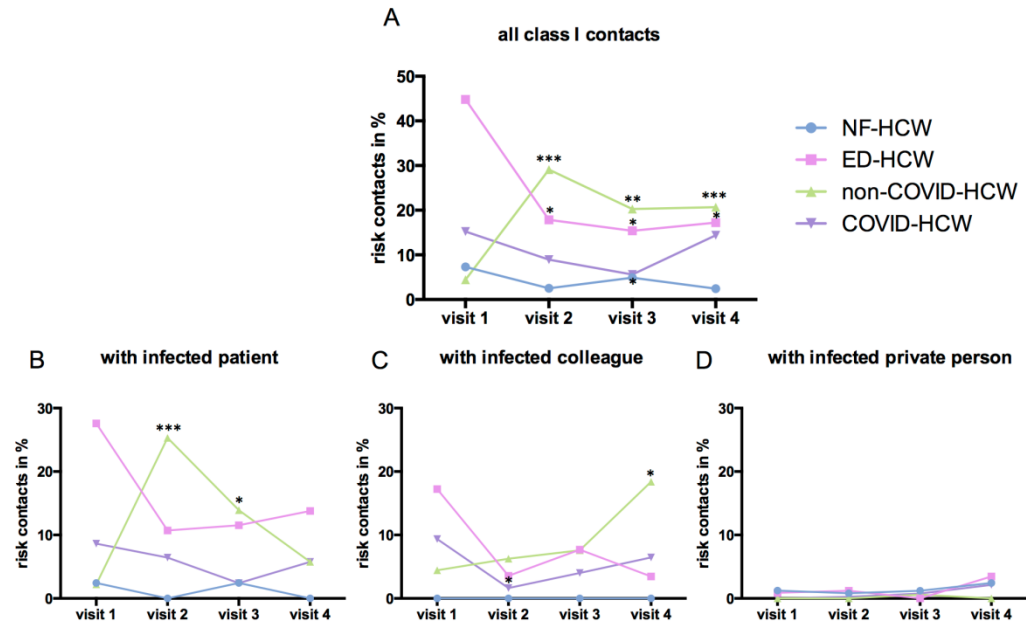 A
all class I contacts
risk contacts in %
50
40
30
20
10
0
***
**
***
*
*
*
*
visit 1 visit 2 visit 3 visit 4
NF-HCW
ED-HCW
non-COVID-HCW
COVID-HCW
B with infected patient
risk contacts in %
30
20
10
0
***
*
visit 1 visit 2 visit 3 visit 4
C with infected colleague
risk contacts in %
30
20
10
0
*
*
visit 1 visit 2 visit 3 visit 4
D with infected private person
risk contacts in %
30
20
10
0
visit 1 visit 2 visit 3 visit 4